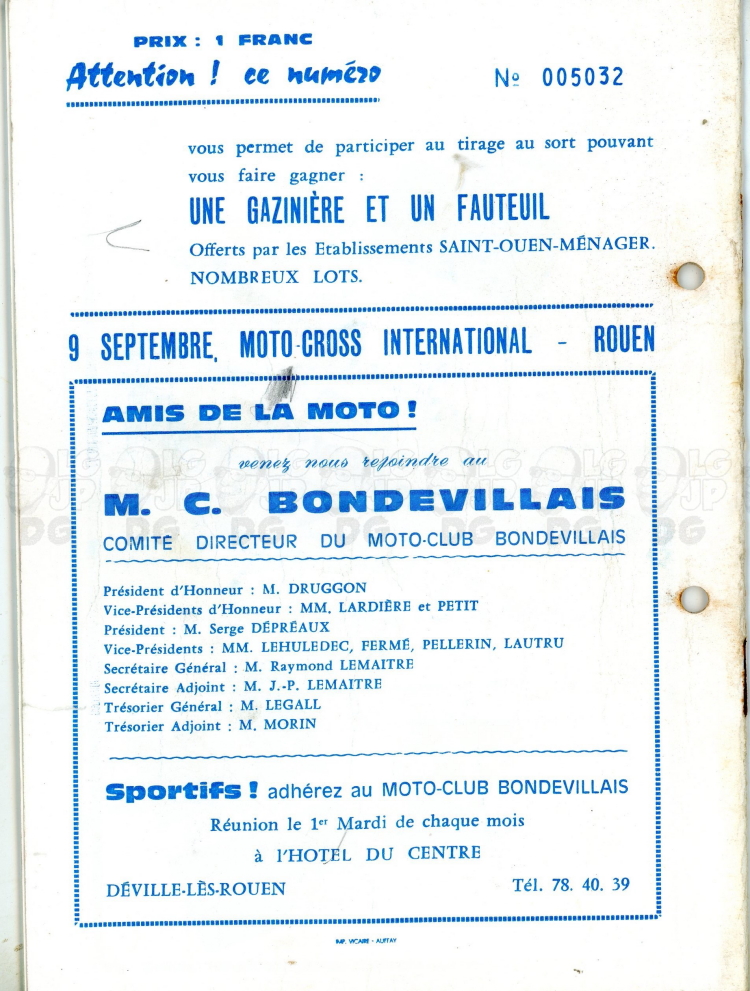 PRIX : 1 FRANC
Attention ! ce numéro
Nº 005032
vous permet de participer au tirage au sort pouvant
vous faire gagner :
UNE GAZINIÈRE ET UN FAUTEUIL
Offerts par les Etablissements SAINT-OUEN-MÉNAGER.
NOMBREUX LOTS.
9 SEPTEMBRE, MOTO-CROSS INTERNATIONAL - ROUEN
AMIS DE LA MOTO !
venez nous rejoindre au
M. C. BONDEVILLAIS
COMITE DIRECTEUR DU MOTO-CLUB BONDEVILLAIS
Président d'Honneur : M. DRUGGON
Vice-Présidents d'Honneur : MM. LARDIÈRE et PETIT
Président : M. Serge DÉPRÉAUX
Vice-Présidents : MM. LEHULEDEC, FERMÉ, PELLERIN, LAUTRU
Secrétaire Général : M. Raymond LEMAITRE
Secrétaire Adjoint : M. J.-P. LEMAITRE
Trésorier Général : M. LEGALL
Trésorier Adjoint : M. MORIN
Sportifs ! adhérez au MOTO-CLUB BONDEVILLAIS
Réunion le 1er Mardi de chaque mois
à l'HOTEL DU CENTRE
DÉVILLE-LÈS-ROUEN Tél. 78. 40. 39
IMP. VICAIRE - AUFFAY